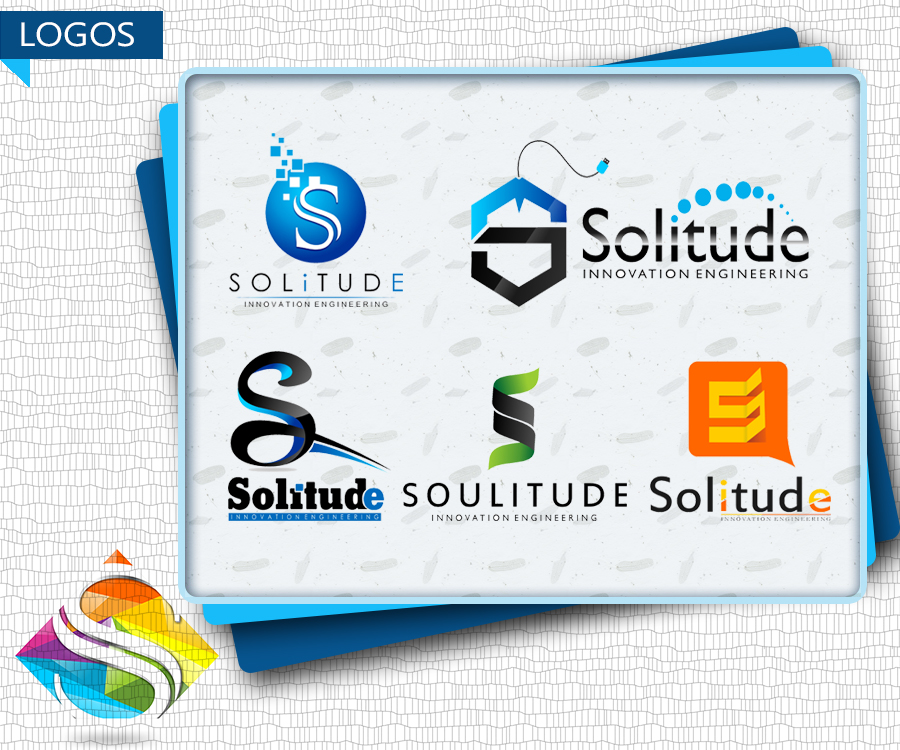 LOGOS
S
SOLiTUDE
INNOVATION ENGINEERING
Solitude
INNOVATION ENGINEERING
Solitude
INNOVATION ENGINEERING
SOULITUDE
INNOVATION ENGINEERING
Solitude
INNOVATION ENGINEERING